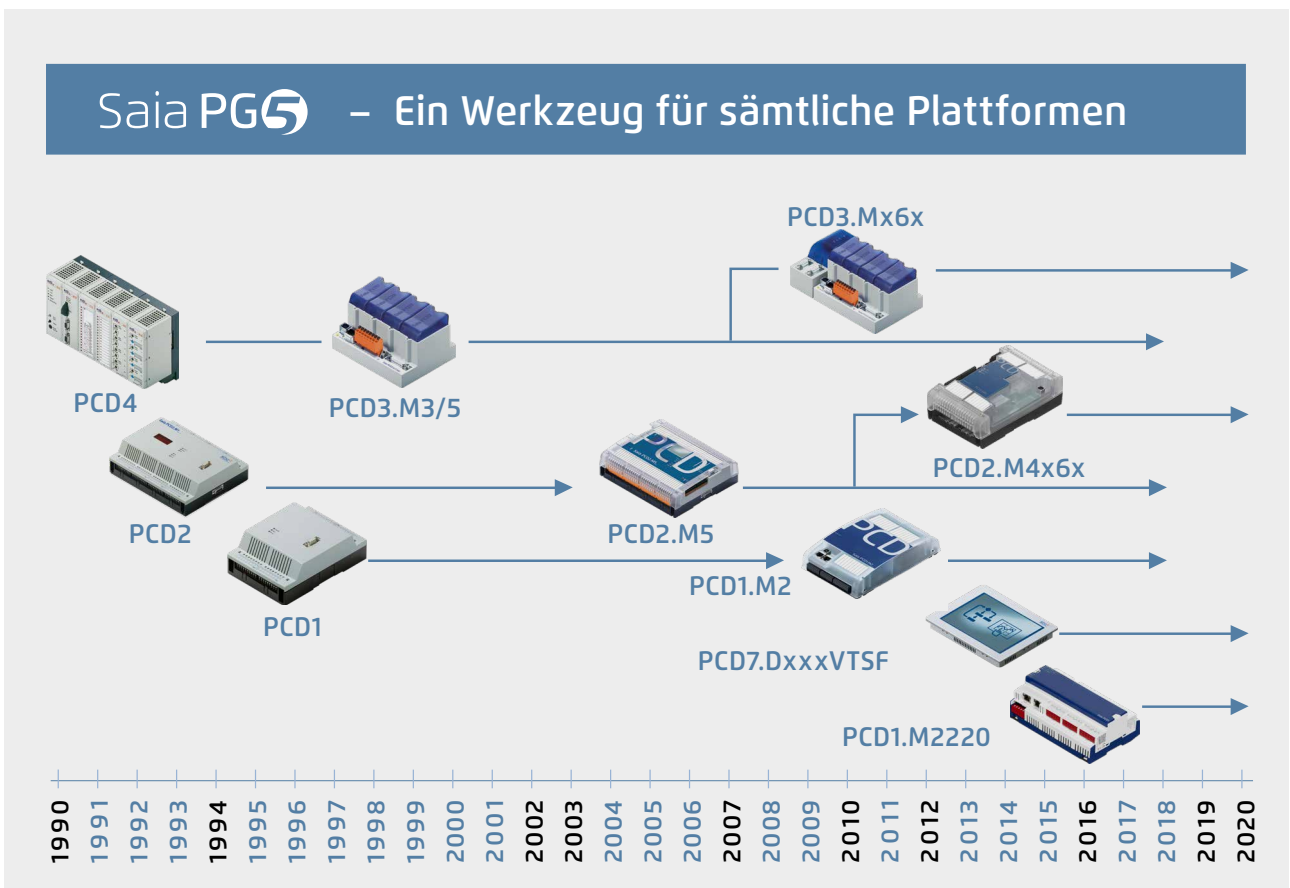 Saia PG5 – Ein Werkzeug für sämtliche Plattformen
PCD3.Mx6x
PCD4
PCD3.M3/5
PCD2.M4x6x
PCD2
PCD2.M5
PCD1.M2
PCD1
PCD7.DxxxVTSF
PCD1.M2220
1990
1991
1992
1993
1994
1995
1996
1997
1998
1999
2000
2001
2002
2003
2004
2005
2006
2007
2008
2009
2010
2011
2012
2013
2014
2015
2016
2017
2018
2019
2020